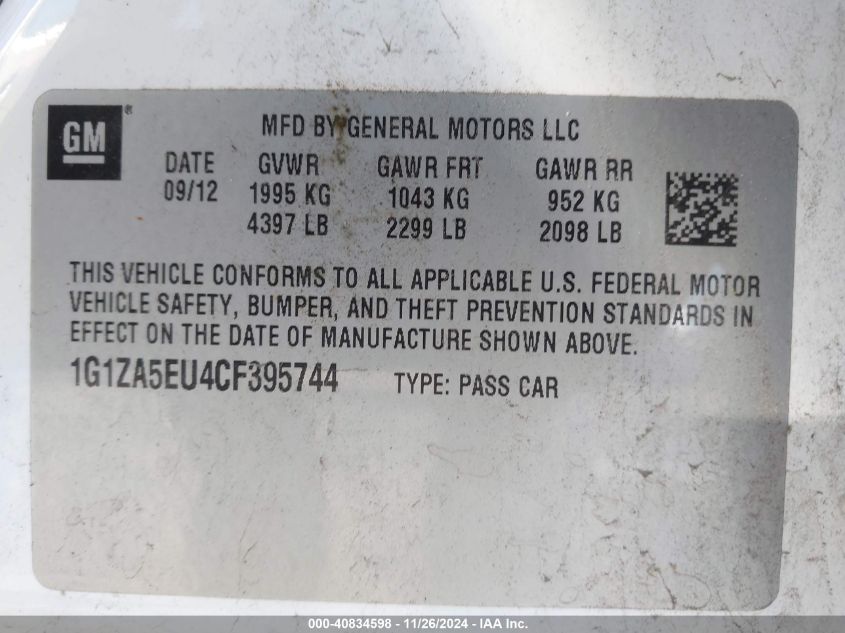 GM®
MFD BY GENERAL MOTORS LLC
DATE GVWR GAWR FRT GAWR RR
09/12 1995 KG 1043 KG 952 KG
4397 LB 2299 LB 2098 LB
THIS VEHICLE CONFORMS TO ALL APPLICABLE U.S. FEDERAL MOTOR
VEHICLE SAFETY, BUMPER, AND THEFT PREVENTION STANDARDS IN
EFFECT ON THE DATE OF MANUFACTURE SHOWN ABOVE.
1G1ZA5EU4CF395744 TYPE: PASS CAR
000-40834598 - 11/26/2024 - IAA Inc.